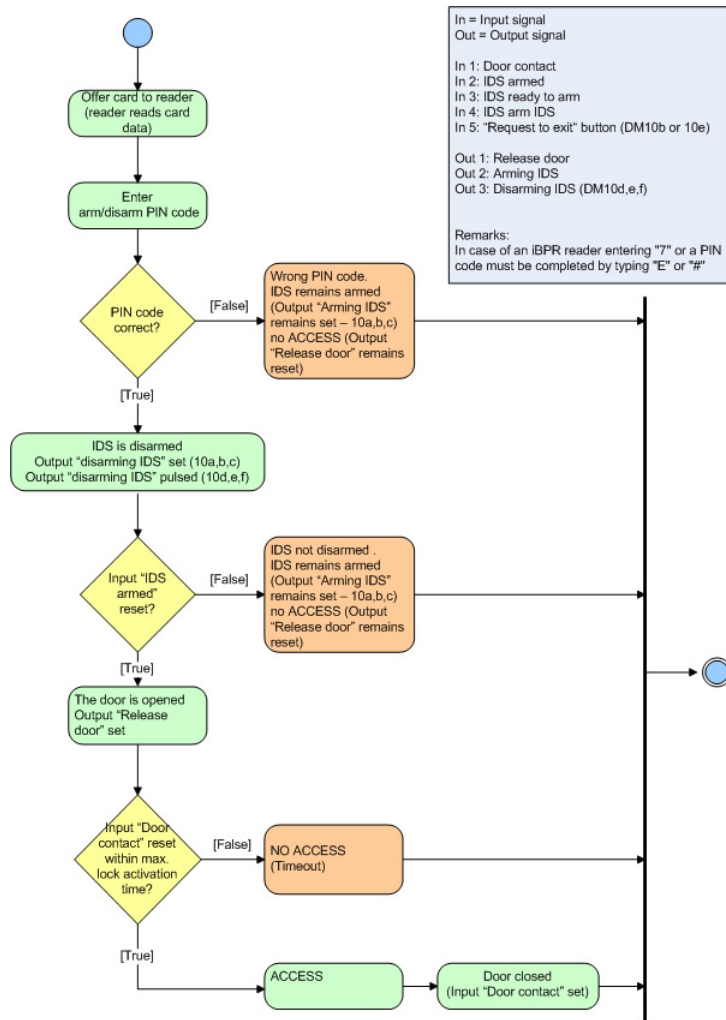 In = Input signal
Out = Output signal
In 1: Door contact
In 2: IDS armed
In 3: IDS ready to arm
In 4: IDS arm IDS
In 5: “Request to exit“ button (DM10b or 10e)
Out 1: Release door
Out 2: Arming IDS
Out 3: Disarming IDS (DM10d,e,f)
Remarks:
In case of an iBPR reader entering "7" or a PIN
code must be completed by typing "E" or "#"
Offer card to reader
(reader reads card
data)
Enter
arm/disarm PIN code
PIN code
correct?
[False]
Wrong PIN code.
IDS remains armed
(Output “Arming IDS”
remains set – 10a,b,c)
no ACCESS (Output
“Release door” remains
reset)
[True]
IDS is disarmed
Output “disarming IDS” set (10a,b,c)
Output “disarming IDS” pulsed (10d,e,f)
Input “IDS
armed”
reset?
[False]
IDS not disarmed .
IDS remains armed
(Output “Arming IDS”
remains set – 10a,b,c)
no ACCESS (Output
“Release door” remains
reset)
[True]
The door is opened
Output “Release
door” set
Input “Door
contact” reset
within max.
lock activation
time?
[False]
NO ACCESS
(Timeout)
[True]
ACCESS
Door closed
(Input “Door contact” set)